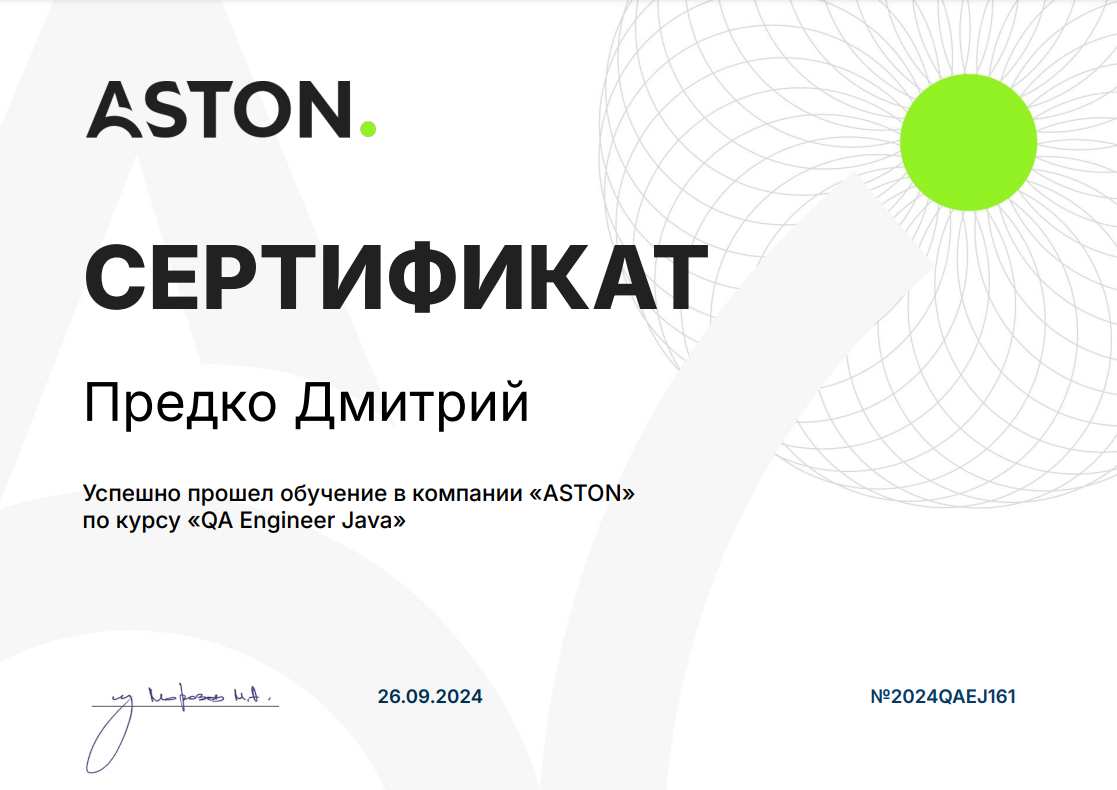 ASTON.
СЕРТИФИКАТ
Предко Дмитрий
Успешно прошел обучение в компании «ASTON»
по курсу «QA Engineer Java»
Морозов М.А.
26.09.2024
№2024QAEJ161